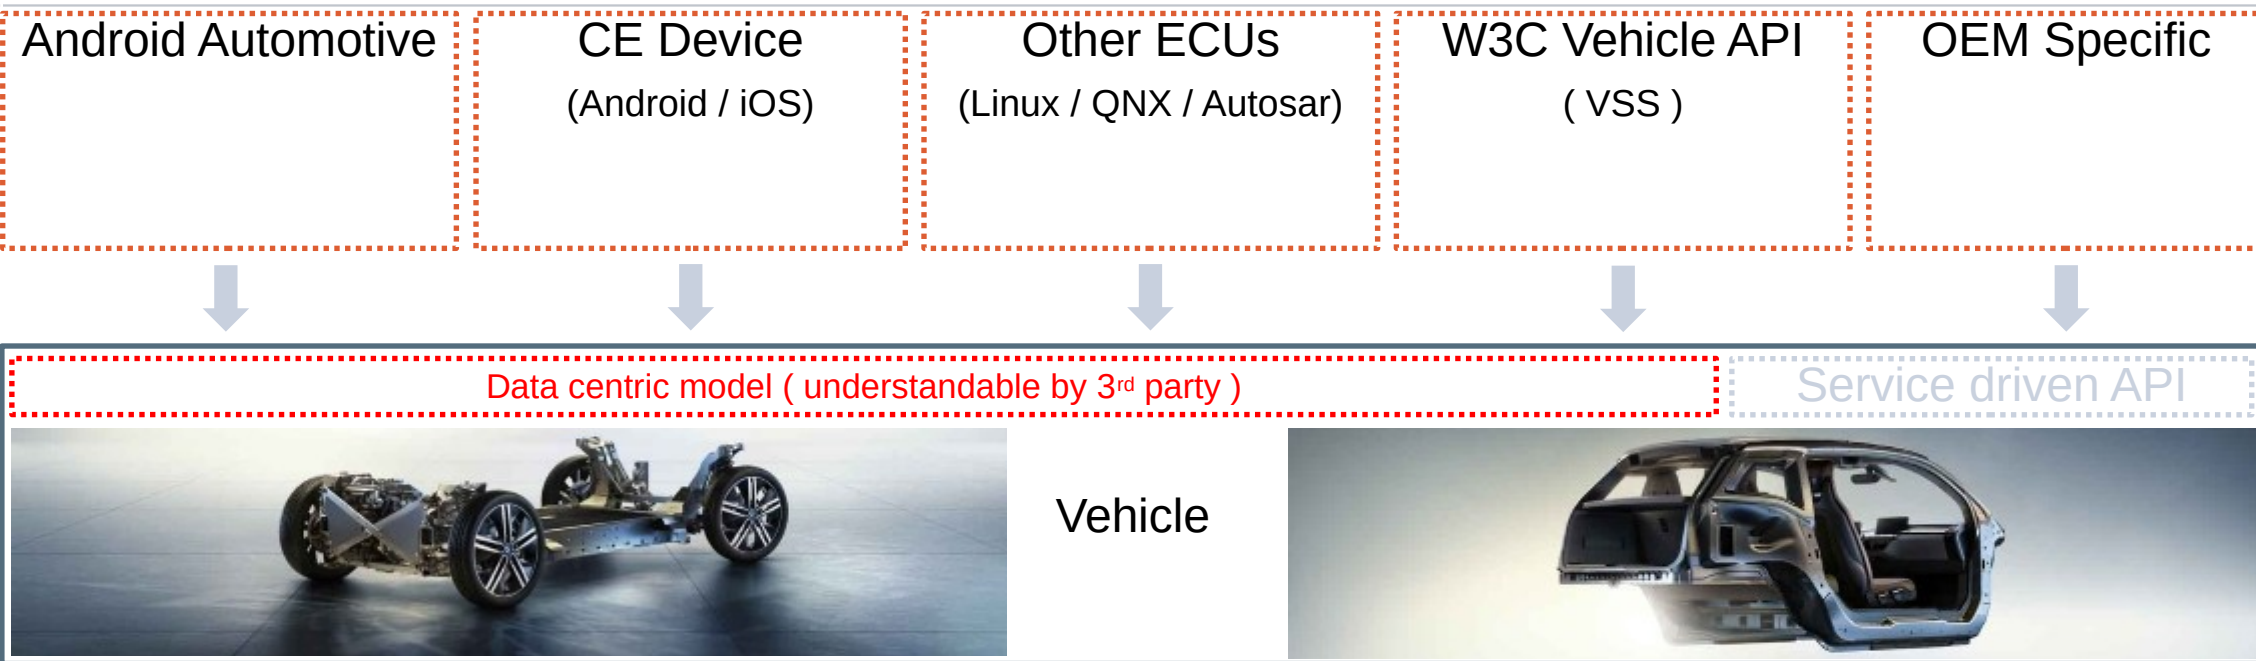 Android Automotive
CE Device
(Android / iOS)
Other ECUs
(Linux / QNX / Autosar)
W3C Vehicle API
( VSS )
OEM Specific
Data centric model ( understandable by 3rd party )
Service driven API
Vehicle